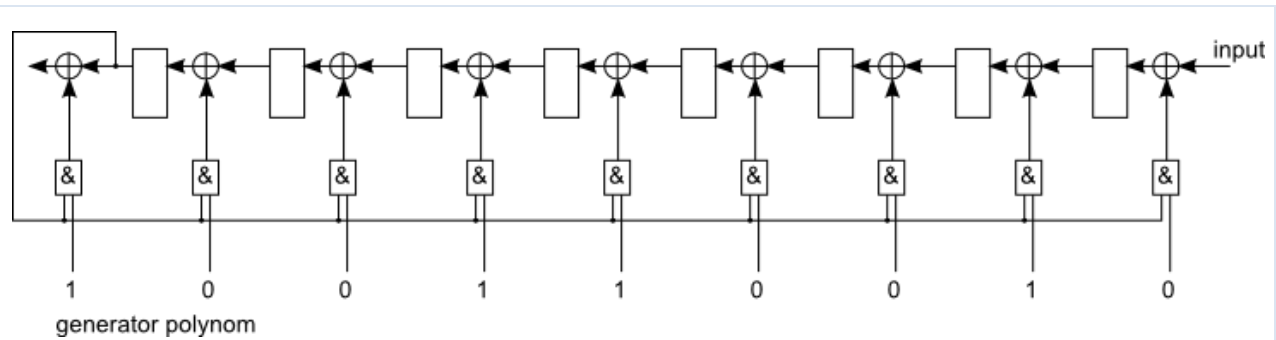 input
& & & & & & & & &
1 0 0 1 1 0 0 1 0
generator polynom